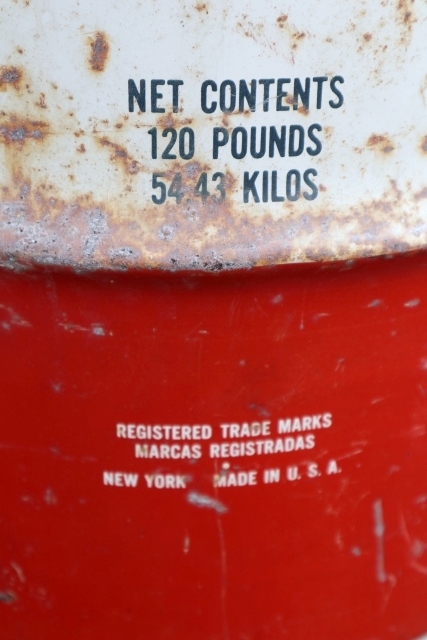 NET CONTENTS
120 POUNDS
54.43 KILOS
REGISTERED TRADE MARKS
MARCAS REGISTRADAS
NEW YORK MADE IN U. S. A.